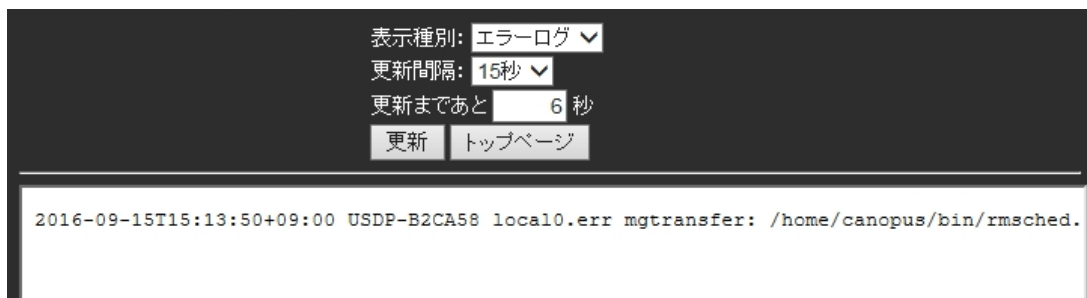 表示種別: エラーログ
更新間隔: 15秒
更新まであと 6 秒
更新 トップページ
2016-09-15T15:13:50+09:00 USDP-B2CA58 local0.err mgtransfer: /home/canopus/bin/rmsched.